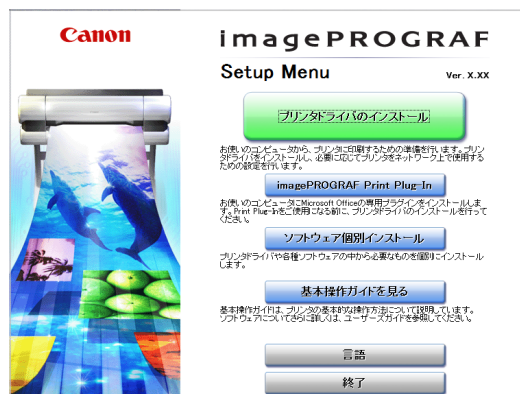 Canon
imagePROGRAF
Setup Menu
Ver. X.XX
プリンタドライバのインストール
お使いのコンピュータから、プリンタに印刷するための準備を行います。プリン
タドライバをインストールし、必要に応じてプリンタをネットワーク上で使用する
ための設定を行います。
imagePROGRAF Print Plug-In
お使いのコンピュータにMicrosoft Officeの専用プラグインをインストールしま
す。Print Plug-Inをご使用になる前に、プリンタドライバのインストールを行って
ください。
ソフトウェア個別インストール
プリンタドライバや各種ソフトウェアの中から必要なものを個別にインストール
します。
基本操作ガイドを見る
基本操作ガイドは、プリンタの基本的な操作方法について説明しています。
ソフトウェアについてさらに詳しくは、ユーザーズガイドを参照してください。
言語
終了